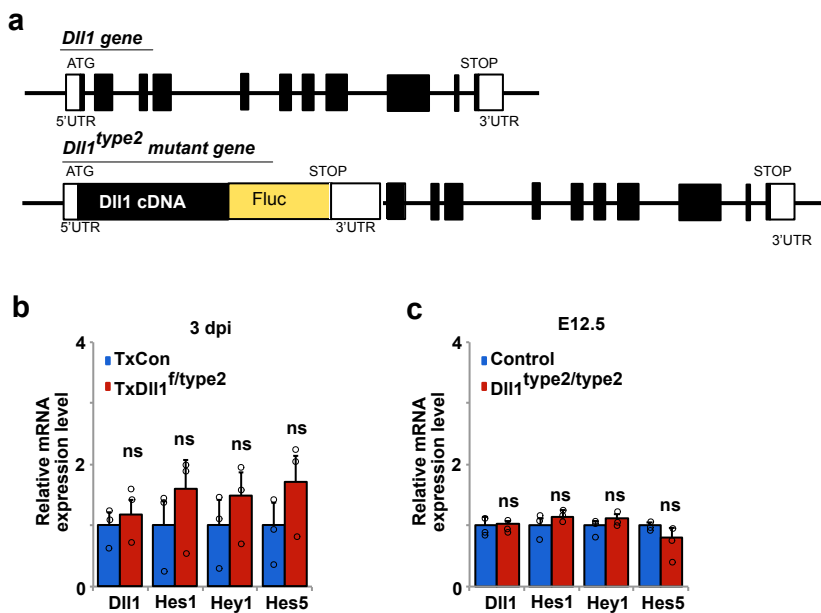 a
Dll1 gene
ATG
STOP
5'UTR
3'UTR
Dll1type2 mutant gene
ATG
STOP
STOP
Dll1 cDNA
Fluc
5'UTR
3'UTR
3'UTR
b
3 dpi
4
TxCon
TxDll1f/type2
Relative mRNA
expression level
2
0
ns
ns
ns
ns
Dll1
Hes1
Hey1
Hes5
c
E12.5
4
Control
Dll1type2/type2
Relative mRNA
expression level
2
0
ns
ns
ns
ns
Dll1
Hes1
Hey1
Hes5